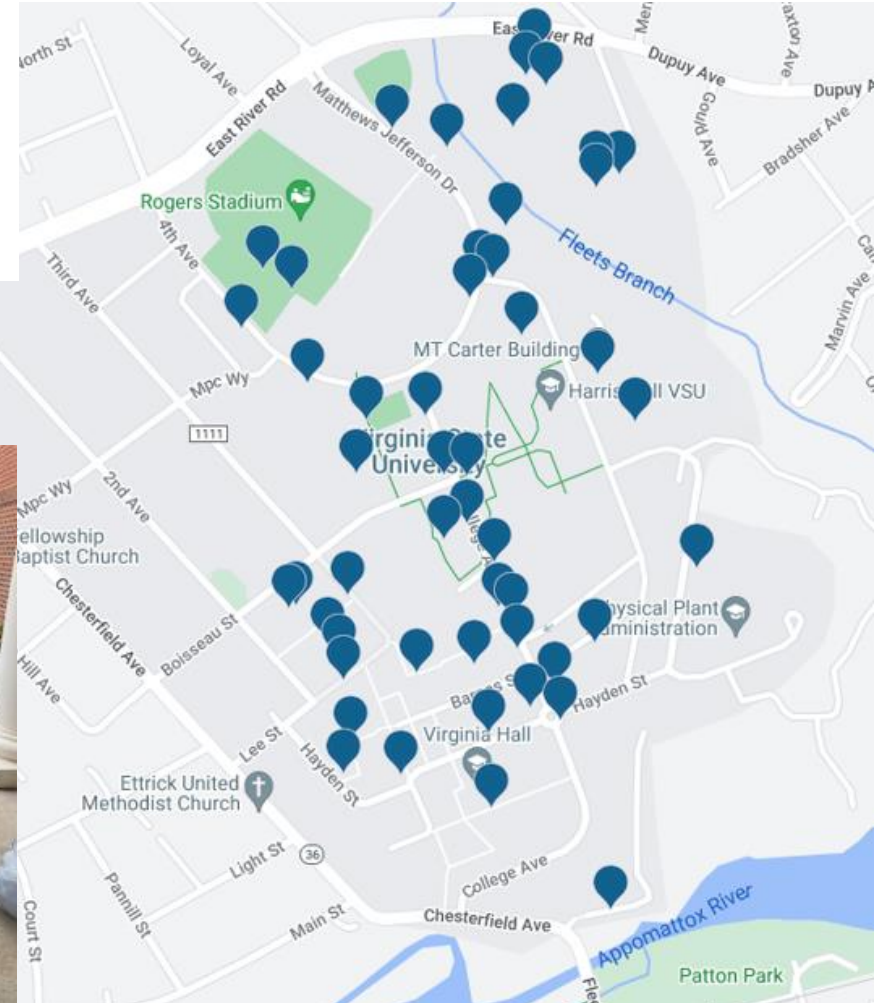 North St
Loyal Ave
East River Rd
Matthews Jefferson Dr
Dupuy Ave
Dupuy A
Gould Ave
Bradsher Ave
East River Rd
Rogers Stadium
4th Ave
Third Ave
Fleets Branch
Marvin Ave
MT Carter Building
Mpc Wy
1111
Virginia State
University
2nd Ave
Mpc Wy
ellowship
Baptist Church
Chesterfield Ave
Boisseau St
Hill Ave
Physical Plant
Administration
Barnes S
Hayden St
Virginia Hall
Lee St
Hayden St
Ettrick United
Methodist Church
36
Light St
College Ave
Pannill St
Main St
Court St
Chesterfield Ave
Appomattox River
Patton Park
Flee